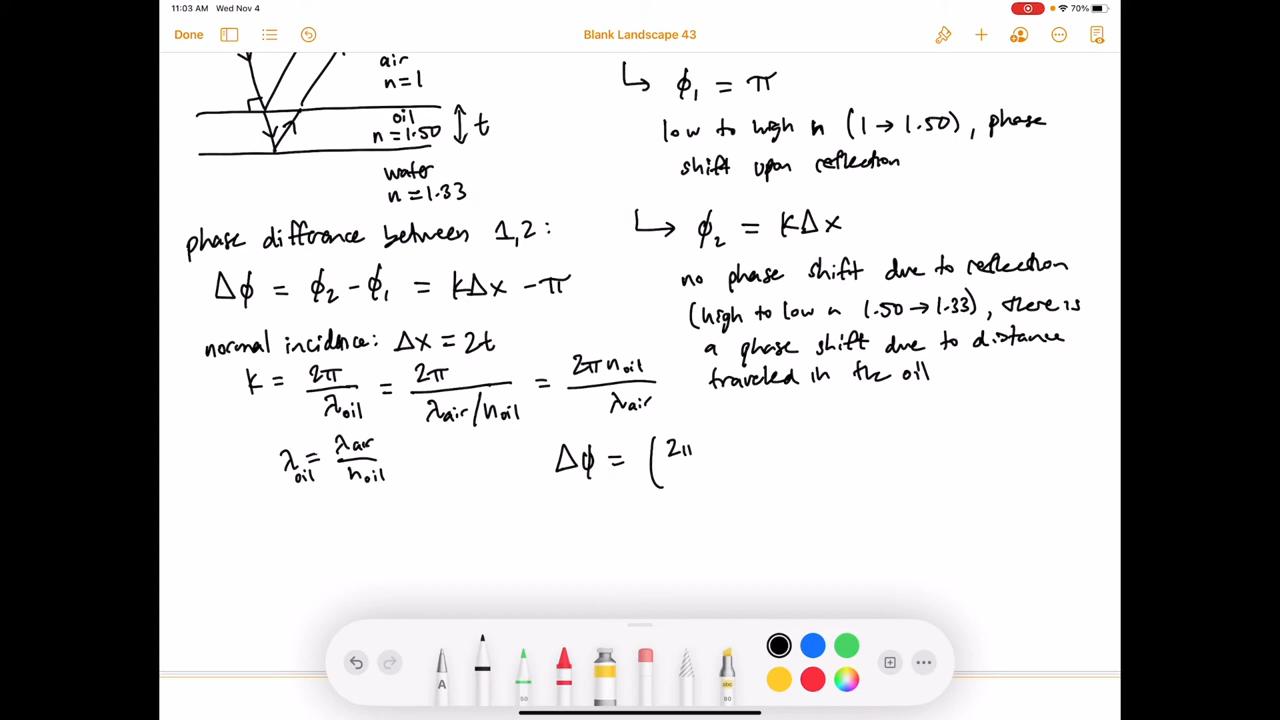 11:03 AM Wed Nov 4
70%
Done
Blank Landscape 43
air
n=1
oil
n=1.50
t
water
n=1.33
phase difference between 1,2:
Δϕ = ϕ₂ - ϕ₁ = kΔx - π
normal incidence: Δx = 2t
k = 2π/λoil = 2π/(λair/noil) = 2πnoil/λair
λoil = λair/noil
↳ ϕ₁ = π
low to high n (1→1.50), phase
shift upon reflection
↳ ϕ₂ = kΔx
no phase shift due to reflection
(high to low n 1.50→1.33), there is
a phase shift due to distance
traveled in the oil
Δϕ = (2π
A
50
80